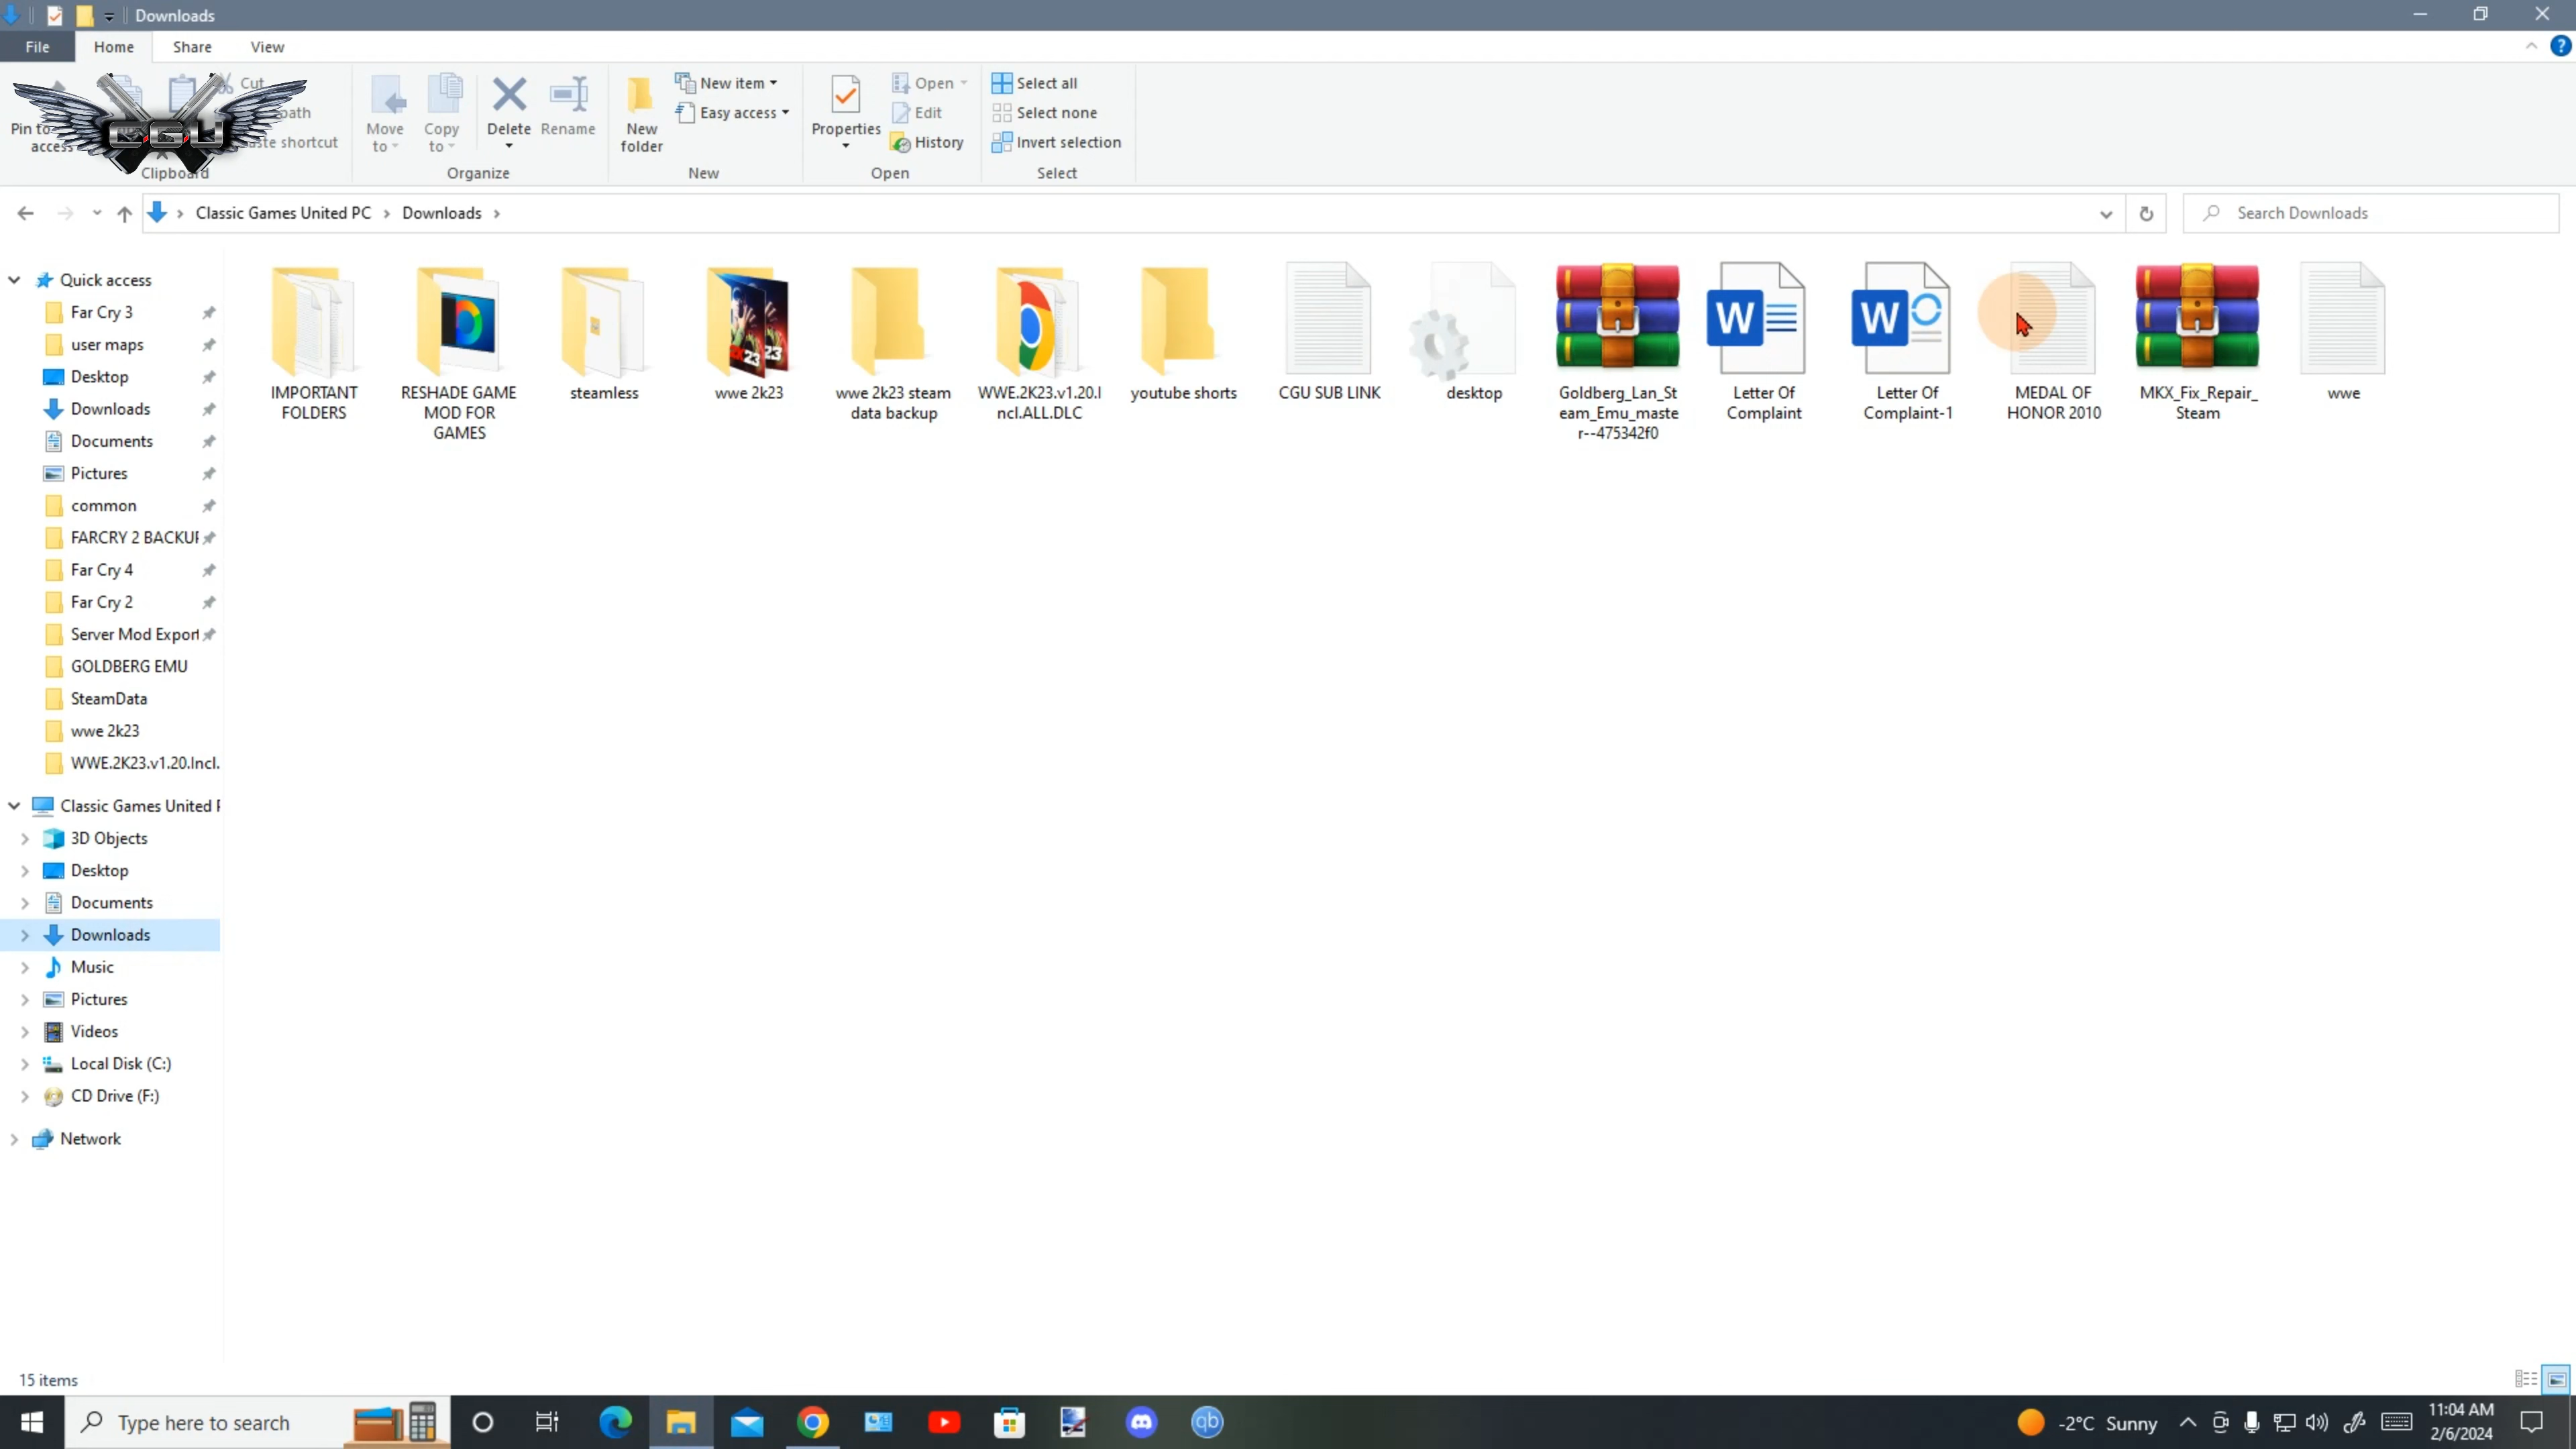 Downloads
File Home Share View
Cut
Pin to
access
shortcut
Clipboard
Move to
Copy to
Delete
Rename
Organize
New folder
New item
Easy access
New
Properties
Open
Edit
History
Open
Select all
Select none
Invert selection
Select
C.G.U
Classic Games United PC > Downloads >
Search Downloads
Quick access
Far Cry 3
user maps
Desktop
Downloads
Documents
Pictures
common
FARCRY 2 BACKUP
Far Cry 4
Far Cry 2
Server Mod Export
GOLDBERG EMU
SteamData
wwe 2k23
WWE.2K23.v1.20.Incl.
Classic Games United P
3D Objects
Desktop
Documents
Downloads
Music
Pictures
Videos
Local Disk (C:)
CD Drive (F:)
Network
IMPORTANT
FOLDERS
RESHADE GAME
MOD FOR
GAMES
steamless
wwe 2k23
wwe 2k23 steam
data backup
WWE.2K23.v1.20.I
ncl.ALL.DLC
youtube shorts
CGU SUB LINK
desktop
Goldberg_Lan_St
eam_Emu_maste
r--475342f0
Letter Of
Complaint
Letter Of
Complaint-1
MEDAL OF
HONOR 2010
MKX_Fix_Repair_
Steam
wwe
15 items
Type here to search
-2°C Sunny
11:04 AM
2/6/2024